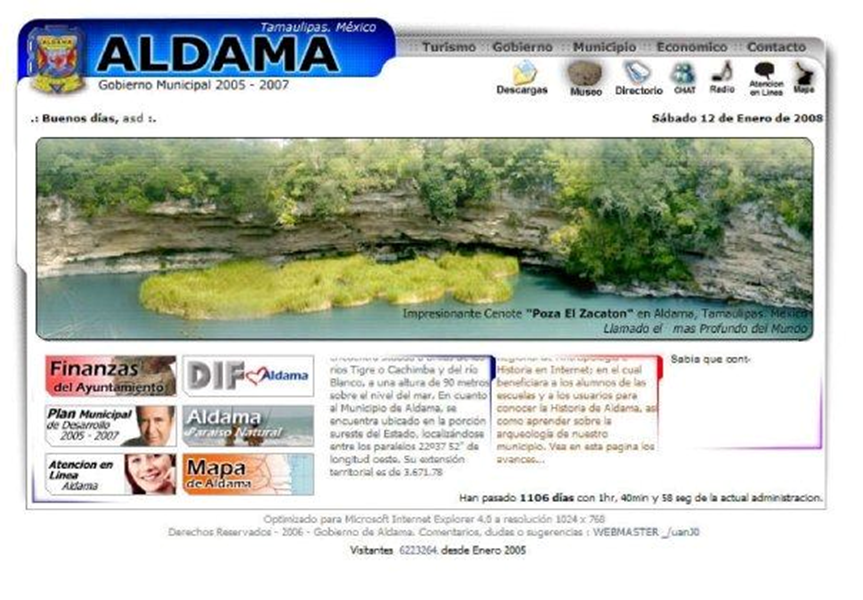 Tamaulipas. México
ALDAMA
Gobierno Municipal 2005 - 2007
:: Turismo :: Gobierno :: Municipio :: Economico :: Contacto
Descargas Museo Directorio CHAT Radio Atencion en Linea Mapa
.: Buenos días, asd :.
Sábado 12 de Enero de 2008
Impresionante Cenote "Poza El Zacaton" en Aldama, Tamaulipas. México
Llamado el mas Profundo del Mundo
Finanzas
del Ayuntamiento
DIF Aldama
Plan Municipal
de Desarrollo
2005 - 2007
Aldama
Paraiso Natural
Atencion en
Linea
Aldama
Mapa
de Aldama
ríos Tigre o Cachimba y del río
Blanco, a una altura de 90 metros
sobre el nivel del mar. En cuanto
al Municipio de Aldama, se
encuentra ubicado en la porción
sureste del Estado, localizándose
entre los paralelos 22º37 52" de
longitud oeste. Su extensión
territorial es de 3.671.78
Historia en Internet; en el cual
beneficiara a los alumnos de las
escuelas y a los usuarios para
conocer la Historia de Aldama, asi
como aprender sobre la
arqueología de nuestro
municipio. Vea en esta pagina los
avances...
Sabia que cont-
Han pasado 1106 días con 1hr, 40min y 58 seg de la actual administracion.
Optimizado para Microsoft Internet Explorer 4.0 a resolución 1024 x 768
Derechos Reservados - 2006 - Gobierno de Aldama. Comentarios, dudas o sugerencias : WEBMASTER
Visitantes 6223264. desde Enero 2005